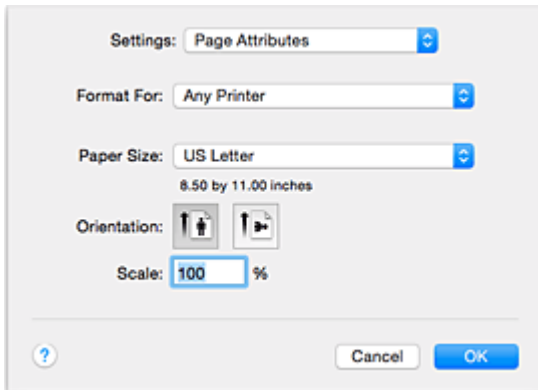 Settings: Page Attributes
Format For: Any Printer
Paper Size: US Letter
8.50 by 11.00 inches
Orientation:
Scale: 100 %
? Cancel OK